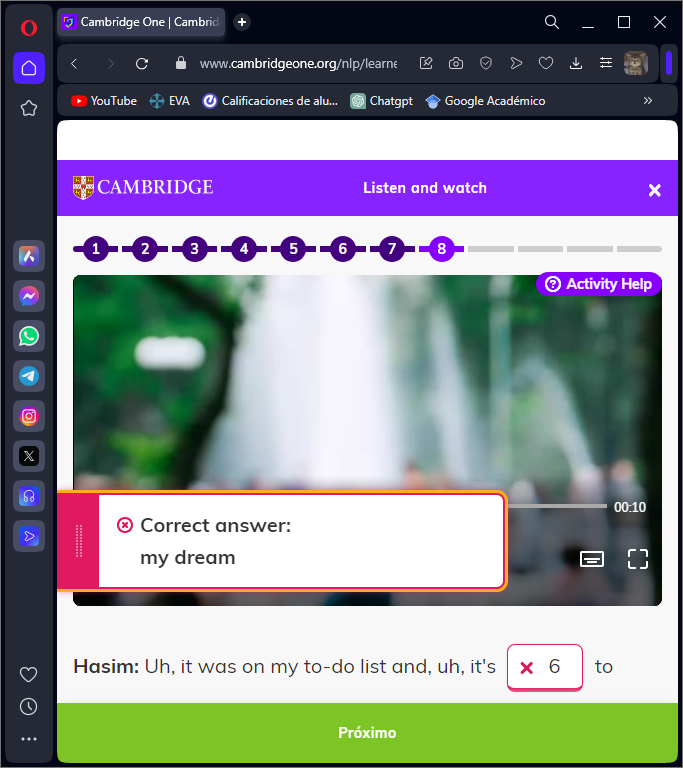 Cambridge One | Cambrid
www.cambridgeone.org/nlp/learne
YouTube EVA Calificaciones de alu... Chatgpt Google Académico »
CAMBRIDGE Listen and watch
1 2 3 4 5 6 7 8
Activity Help
00:10
Correct answer:
my dream
Hasim: Uh, it was on my to-do list and, uh, it's 6 to
Próximo